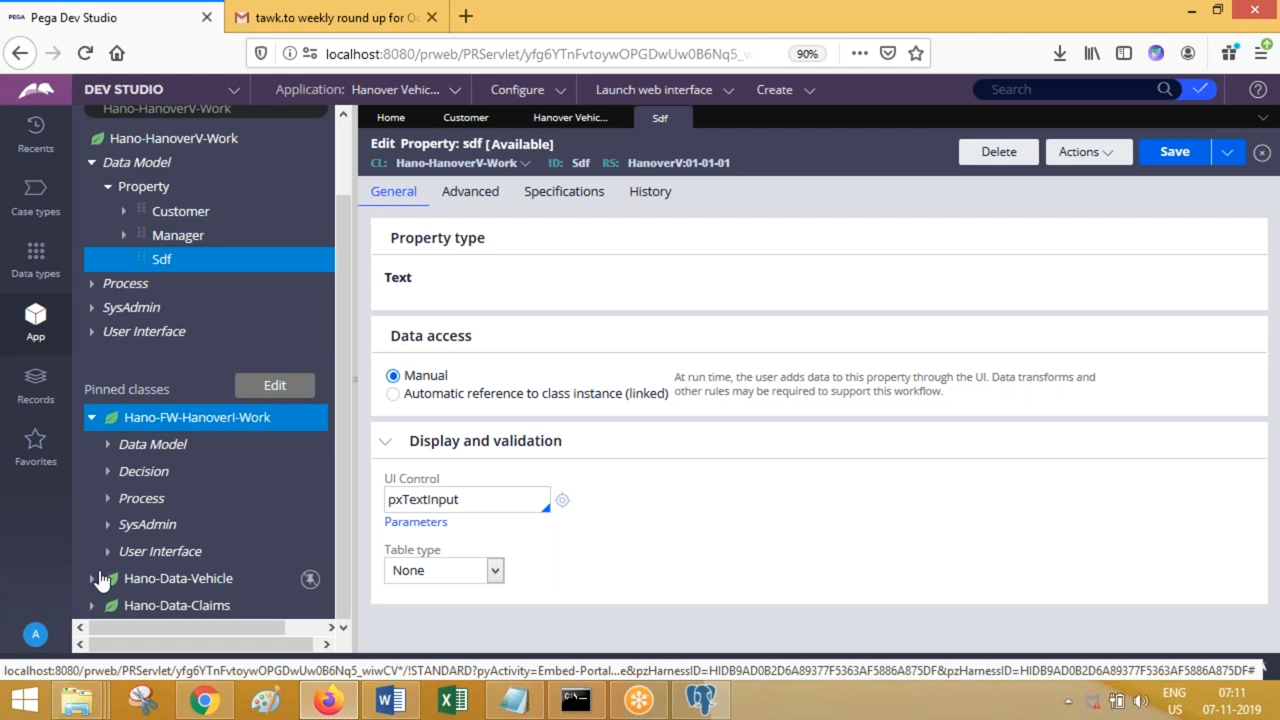 PEGA Pega Dev Studio
tawk.to weekly round up for Oc
localhost:8080/prweb/PRServlet/yfg6YTnFvtoywOPGDwUw0B6Nq5_w
90%
DEV STUDIO
Application: Hanover Vehic...
Configure
Launch web interface
Create
Search
Hano-HanoverV-Work
Home
Customer
Hanover Vehic...
Sdf
Edit Property: sdf [Available]
CL: Hano-HanoverV-Work
ID: Sdf
RS: HanoverV:01-01-01
Delete
Actions
Save
General
Advanced
Specifications
History
Recents
Case types
Data types
App
Records
Favorites
A
Hano-HanoverV-Work
Data Model
Property
Customer
Manager
Sdf
Process
SysAdmin
User Interface
Pinned classes
Edit
Hano-FW-HanoverI-Work
Data Model
Decision
Process
SysAdmin
User Interface
Hano-Data-Vehicle
Hano-Data-Claims
Property type
Text
Data access
Manual
Automatic reference to class instance (linked)
At run time, the user adds data to this property through the UI. Data transforms and
other rules may be required to support this workflow.
Display and validation
UI Control
pxTextInput
Parameters
Table type
None
localhost:8080/prweb/PRServlet/yfg6YTnFvtoywOPGDwUw0B6Nq5_wiwCV*/!STANDARD?pyActivity=Embed-Portal...e&pzHarnessID=HIDB9AD0B2D6A89377F5363AF5896A875DF&pzHarnessID=HIDB9AD0B2D6A89377F5363AF5896A875DF#
ENG
US
07:11
07-11-2019